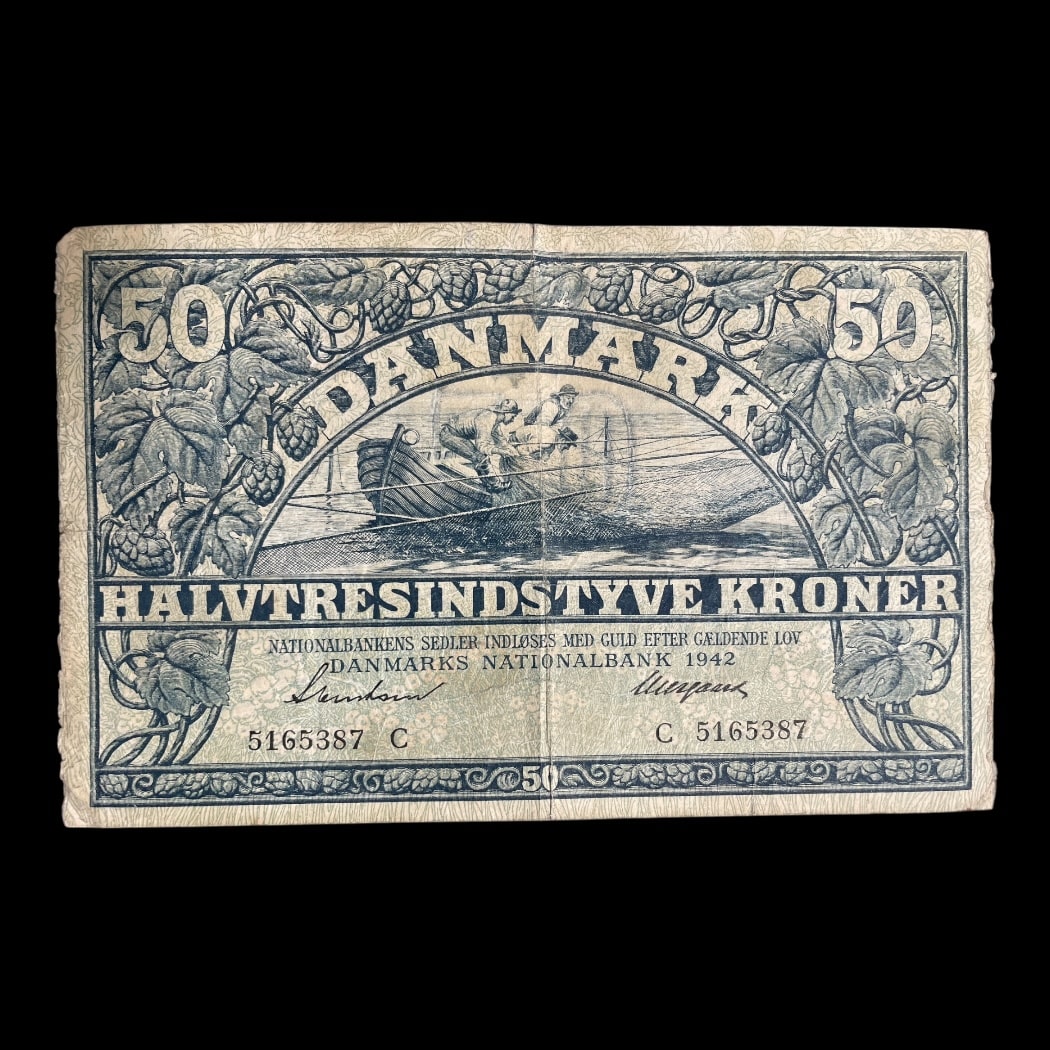 50 50
DANMARK
HALVTRESINDSTYVE KRONER
NATIONALBANKENS SEDLER INDLØSES MED GULD EFTER GÆLDENDE LOV
DANMARKS NATIONALBANK 1942
5165387 C C 5165387
50